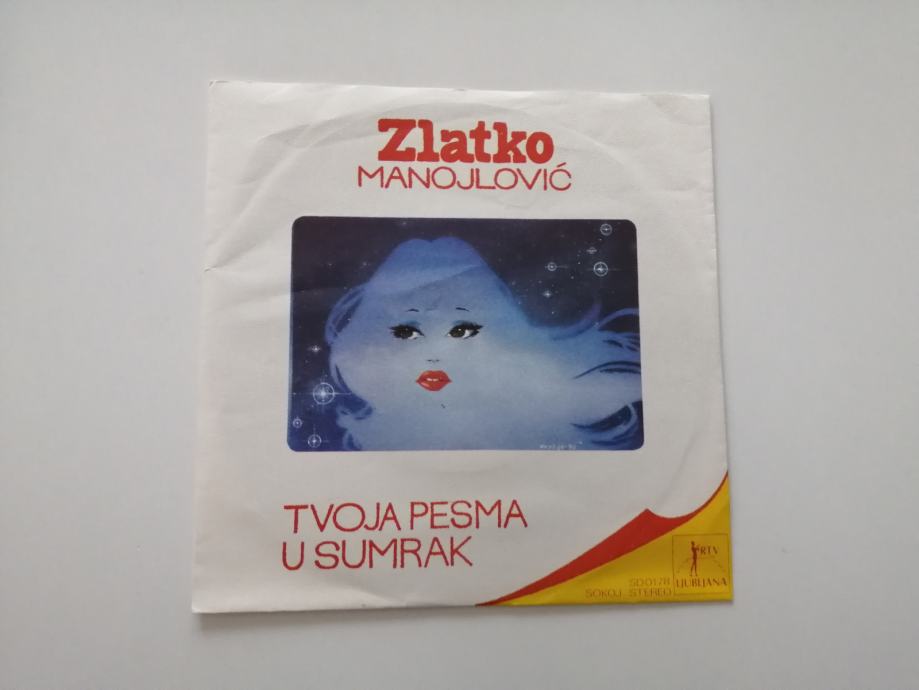 Zlatko
MANOJLOVIĆ
TVOJA PESMA
U SUMRAK
SD 0178
SOKOJ STEREO
RTV
LJUBLJANA